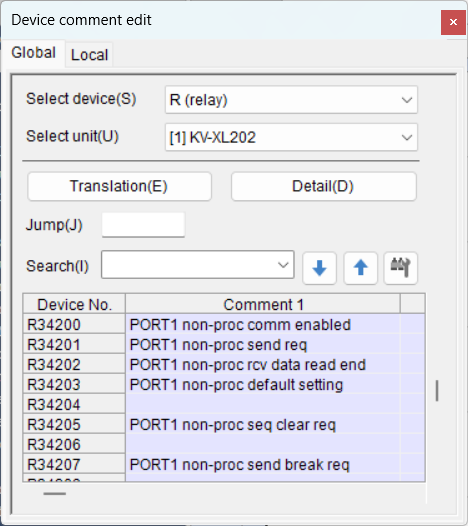 Device comment edit
Global Local
Select device(S) R (relay)
Select unit(U) [1] KV-XL202
Translation(E) Detail(D)
Jump(J)
Search(I)
Device No. Comment 1
R34200 PORT1 non-proc comm enabled
R34201 PORT1 non-proc send req
R34202 PORT1 non-proc rcv data read end
R34203 PORT1 non-proc default setting
R34204
R34205 PORT1 non-proc seq clear req
R34206
R34207 PORT1 non-proc send break req